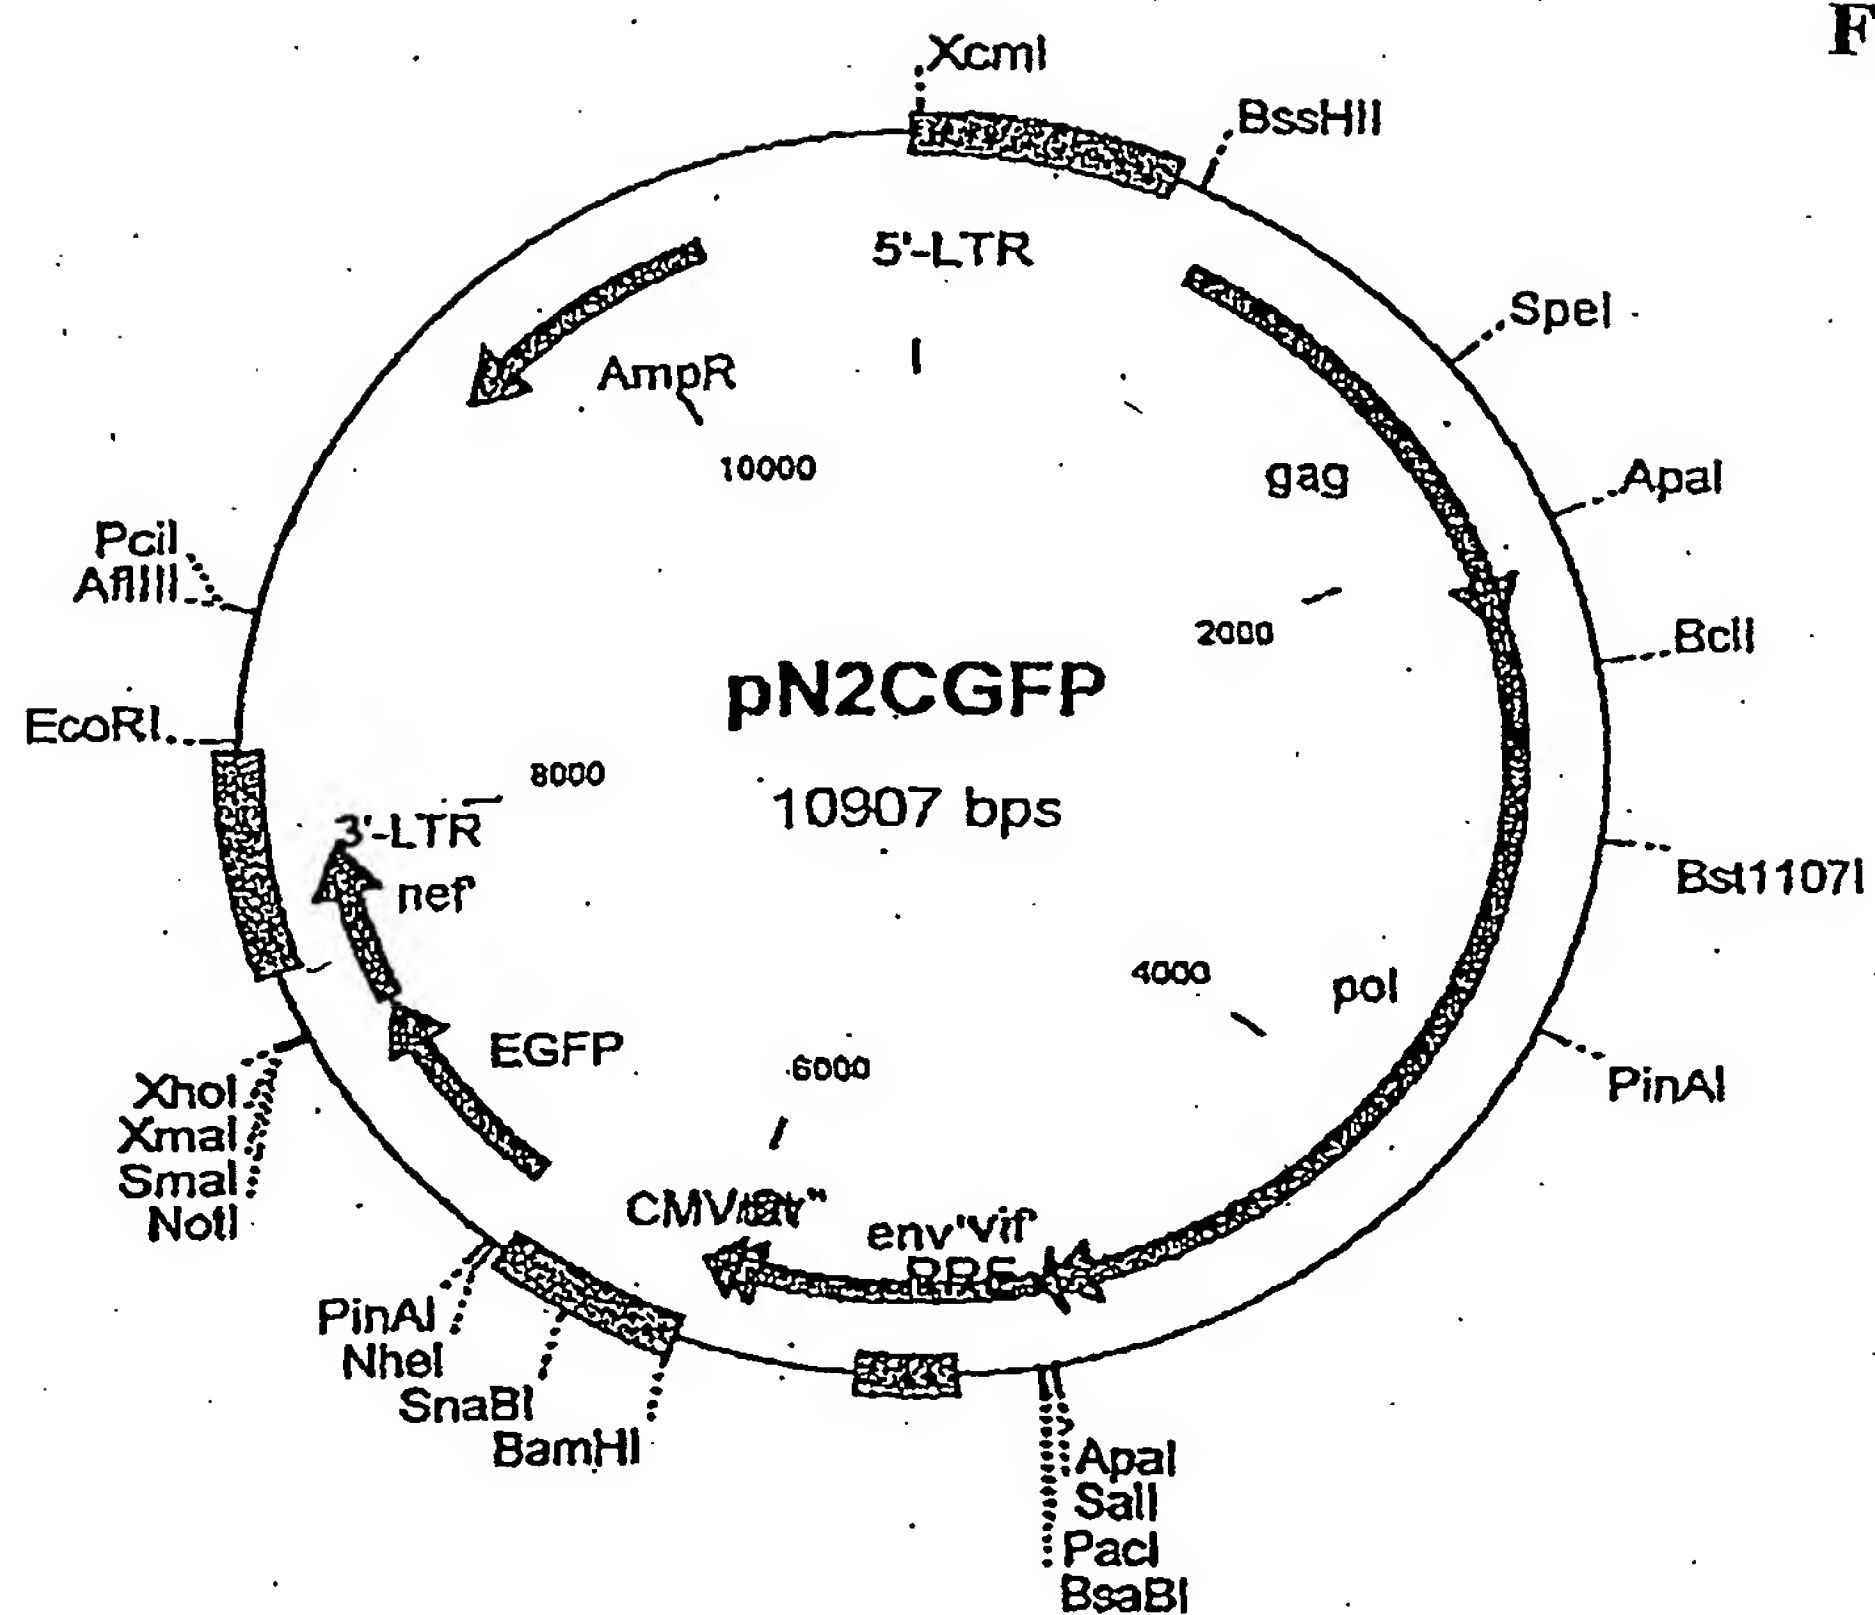 F
XcmI
BssHII
5'-LTR
SpeI
AmpR
10000
gag
ApaI
PciI
AflIII
2000
BclI
pN2CGFP
EcoRI
8000
10907 bps
3'-LTR
nef'
Bst1107I
4000
pol
EGFP
6000
PinAI
XhoI
XmaI
SmaI
NotI
CMV
env'
vif'
RRE
PinAI
NheI
SnaBI
BamHI
ApaI
SalI
PacI
BsaBI